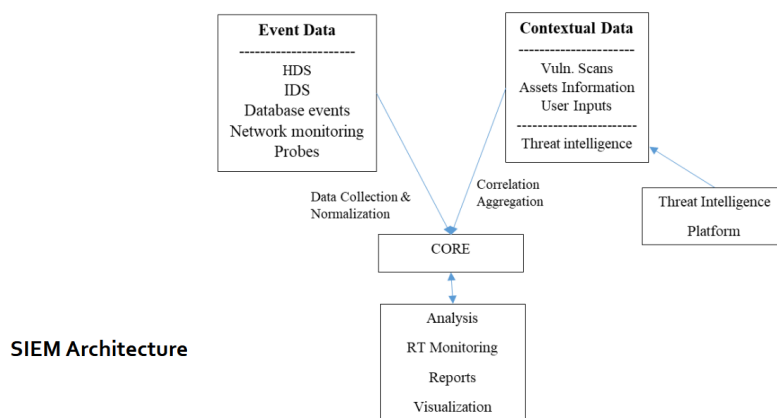 Event Data
----------------------
HDS
IDS
Database events
Network monitoring
Probes
Contextual Data
----------------------
Vuln. Scans
Assets Information
User Inputs
-----------------------
Threat intelligence
Data Collection &
Normalization
Correlation
Aggregation
Threat Intelligence
Platform
CORE
SIEM Architecture
Analysis
RT Monitoring
Reports
Visualization